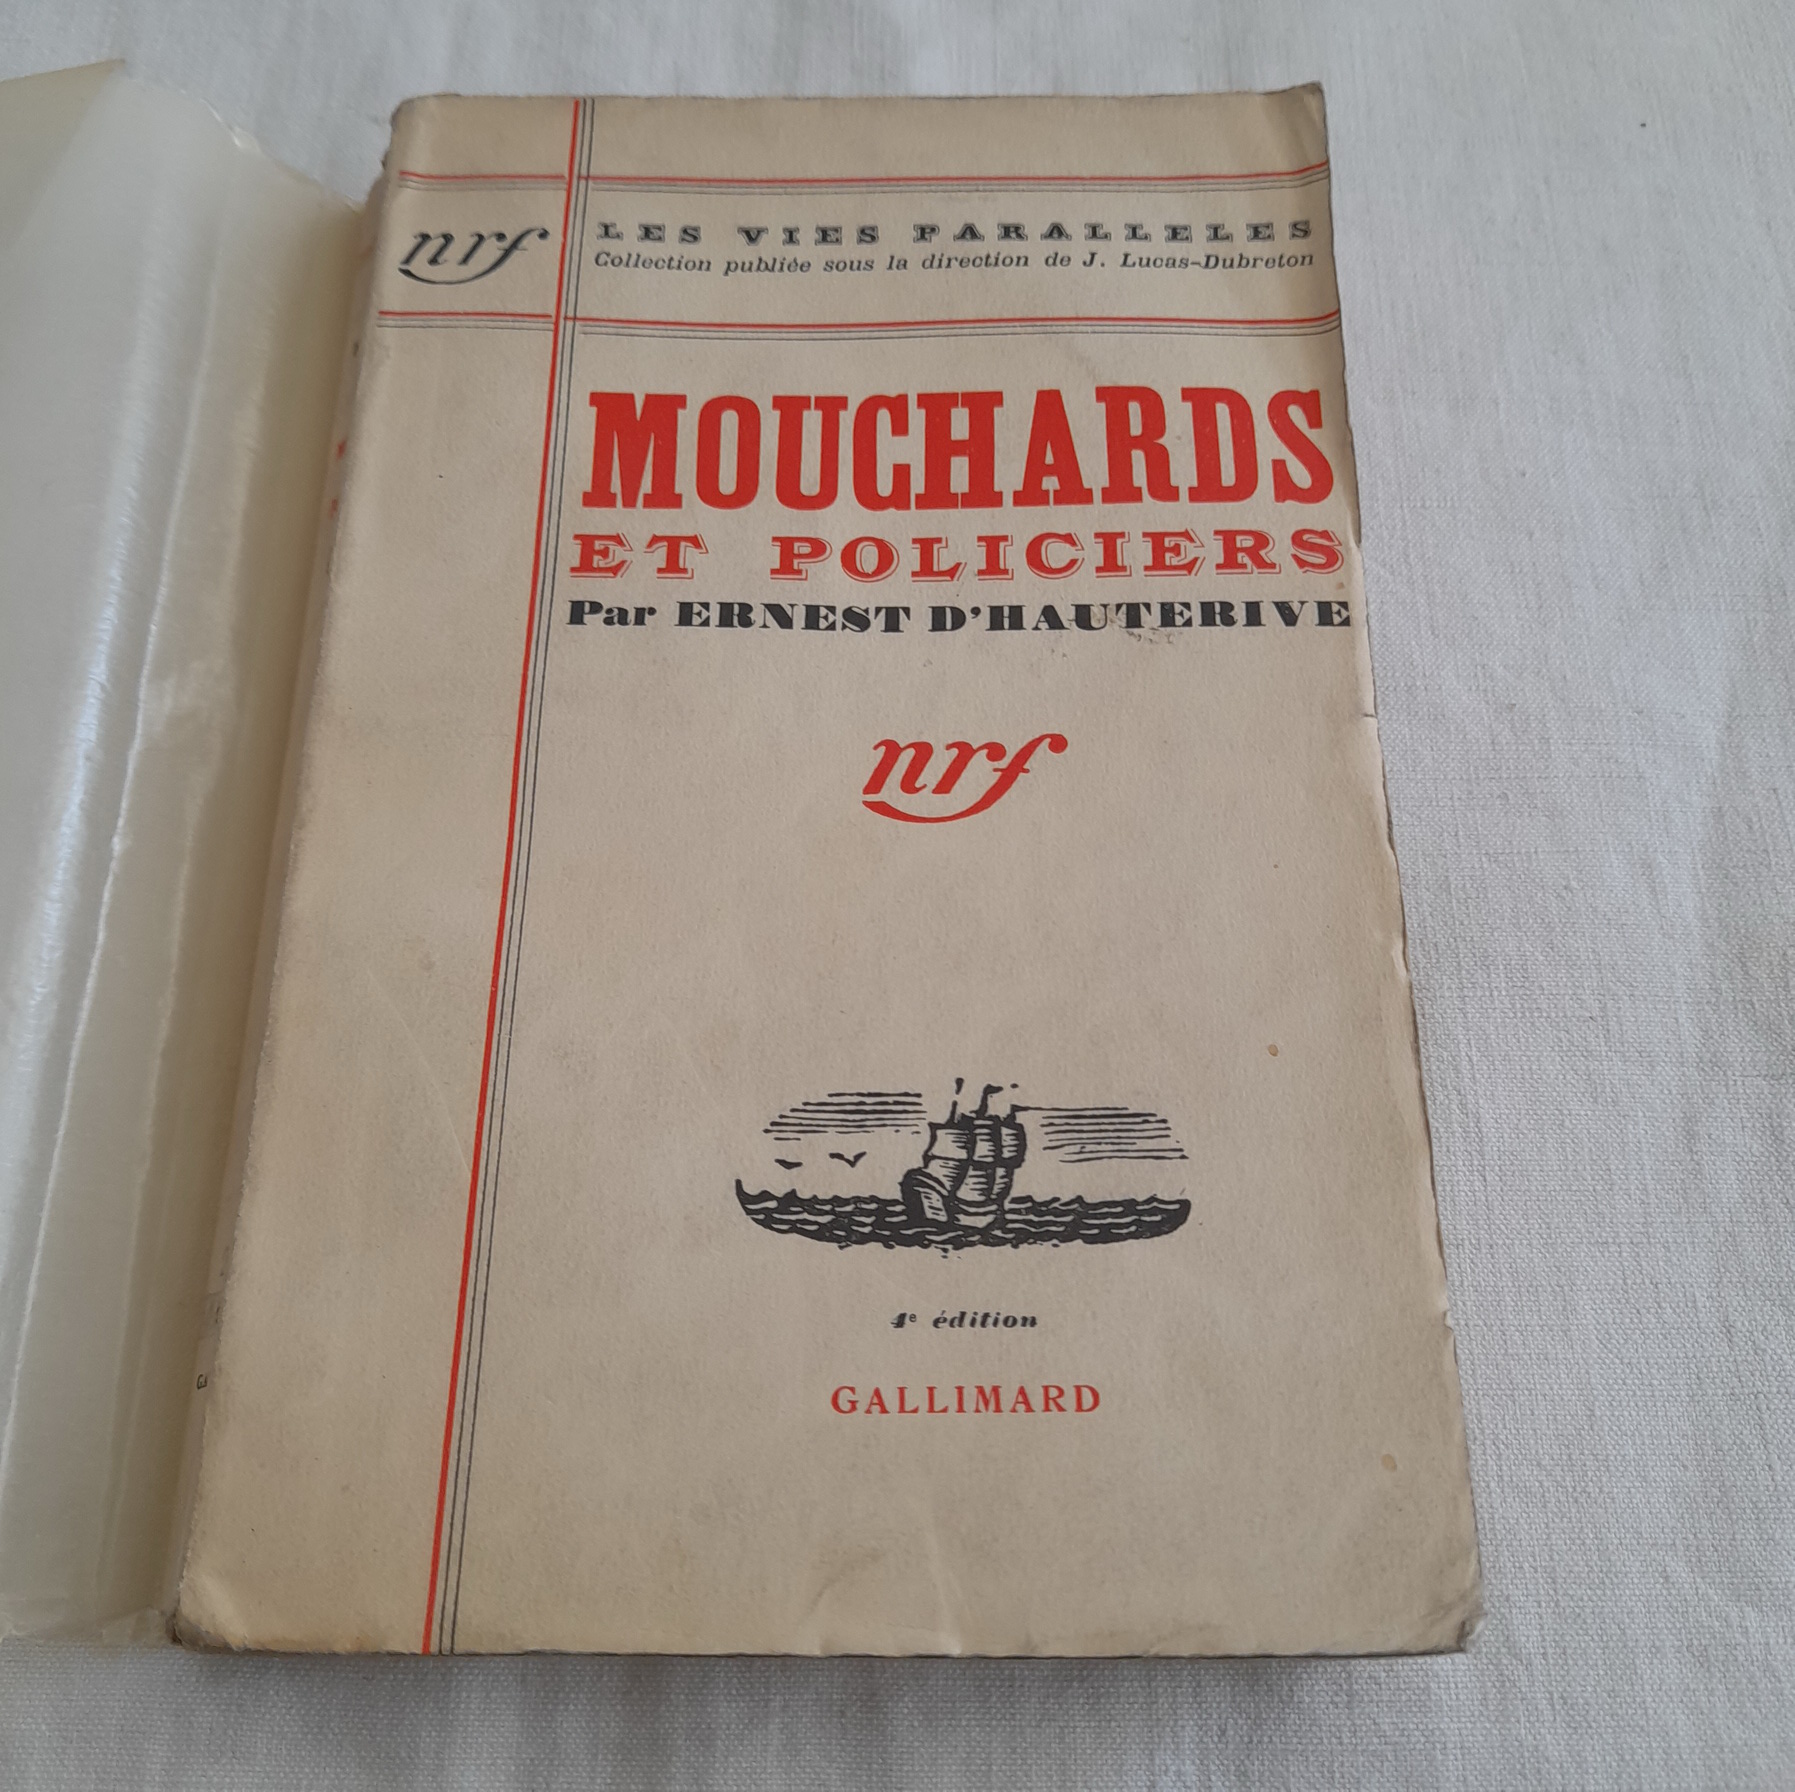 nrf
LES VIES PARALLELES
Collection publiée sous la direction de J. Lucas-Dubreton
MOUCHARDS
ET POLICIERS
Par ERNEST D'HAUTERIVE
nrf
4e édition
GALLIMARD